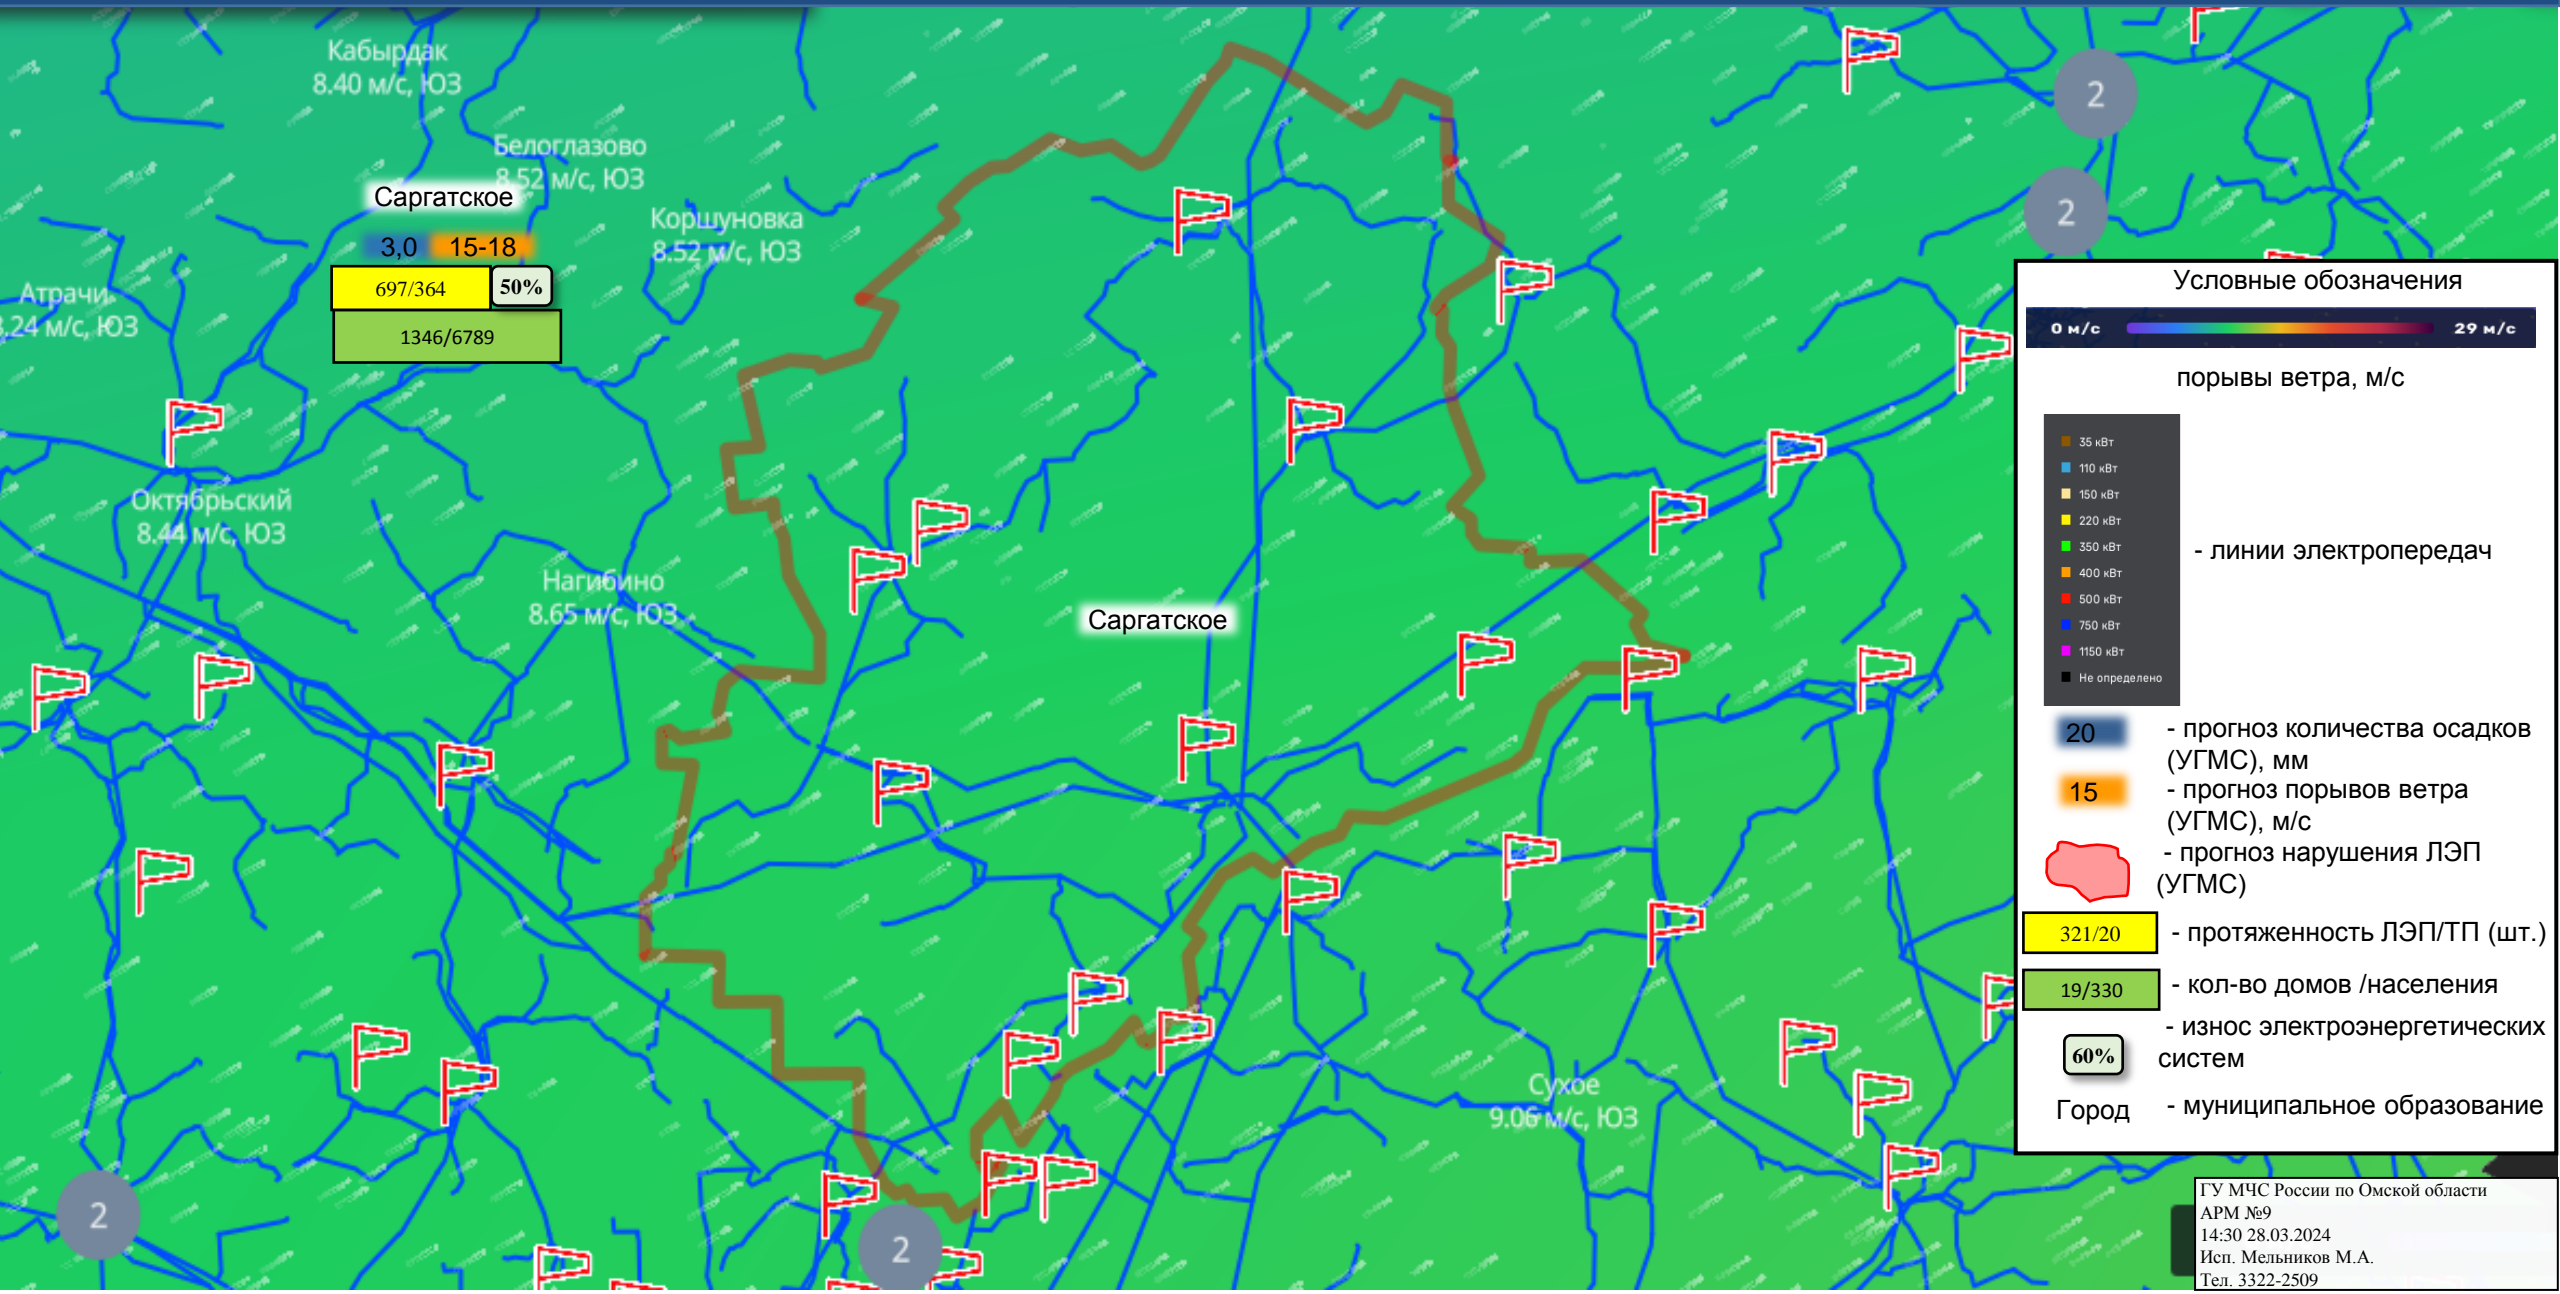 Кабырдак
8.40 м/с, ЮЗ
Белоглазово
8.52 м/с, ЮЗ
Саргатское
3,0 15-18
697/364 50%
1346/6789
Коршуновка
8.52 м/с, ЮЗ
Атрачи
8.24 м/с, ЮЗ
Октябрьский
8.44 м/с, ЮЗ
Нагибино
8.65 м/с, ЮЗ
Саргатское
Сухое
9.06 м/с, ЮЗ
2
2
2
2
Условные обозначения
0 м/с 29 м/с
порывы ветра, м/с
35 кВт
110 кВт
150 кВт
220 кВт
350 кВт
400 кВт
500 кВт
750 кВт
1150 кВт
Не определено
- линии электропередач
20 - прогноз количества осадков
(УГМС), мм
15 - прогноз порывов ветра
(УГМС), м/с
- прогноз нарушения ЛЭП
(УГМС)
321/20 - протяженность ЛЭП/ТП (шт.)
19/330 - кол-во домов /населения
60% - износ электроэнергетических
систем
Город - муниципальное образование
ГУ МЧС России по Омской области
АРМ №9
14:30 28.03.2024
Исп. Мельников М.А.
Тел. 3322-2509